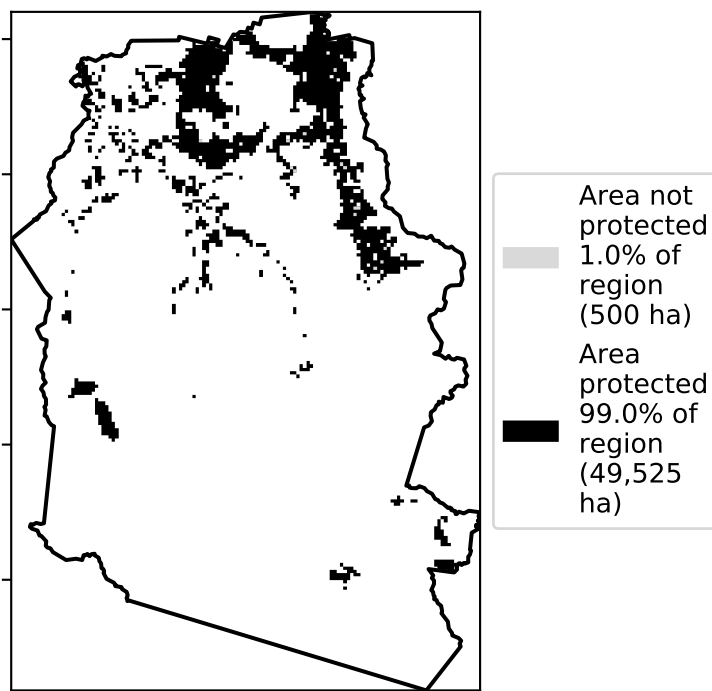 Area not
protected
1.0% of
region
(500 ha)
Area
protected
99.0% of
region
(49,525
ha)